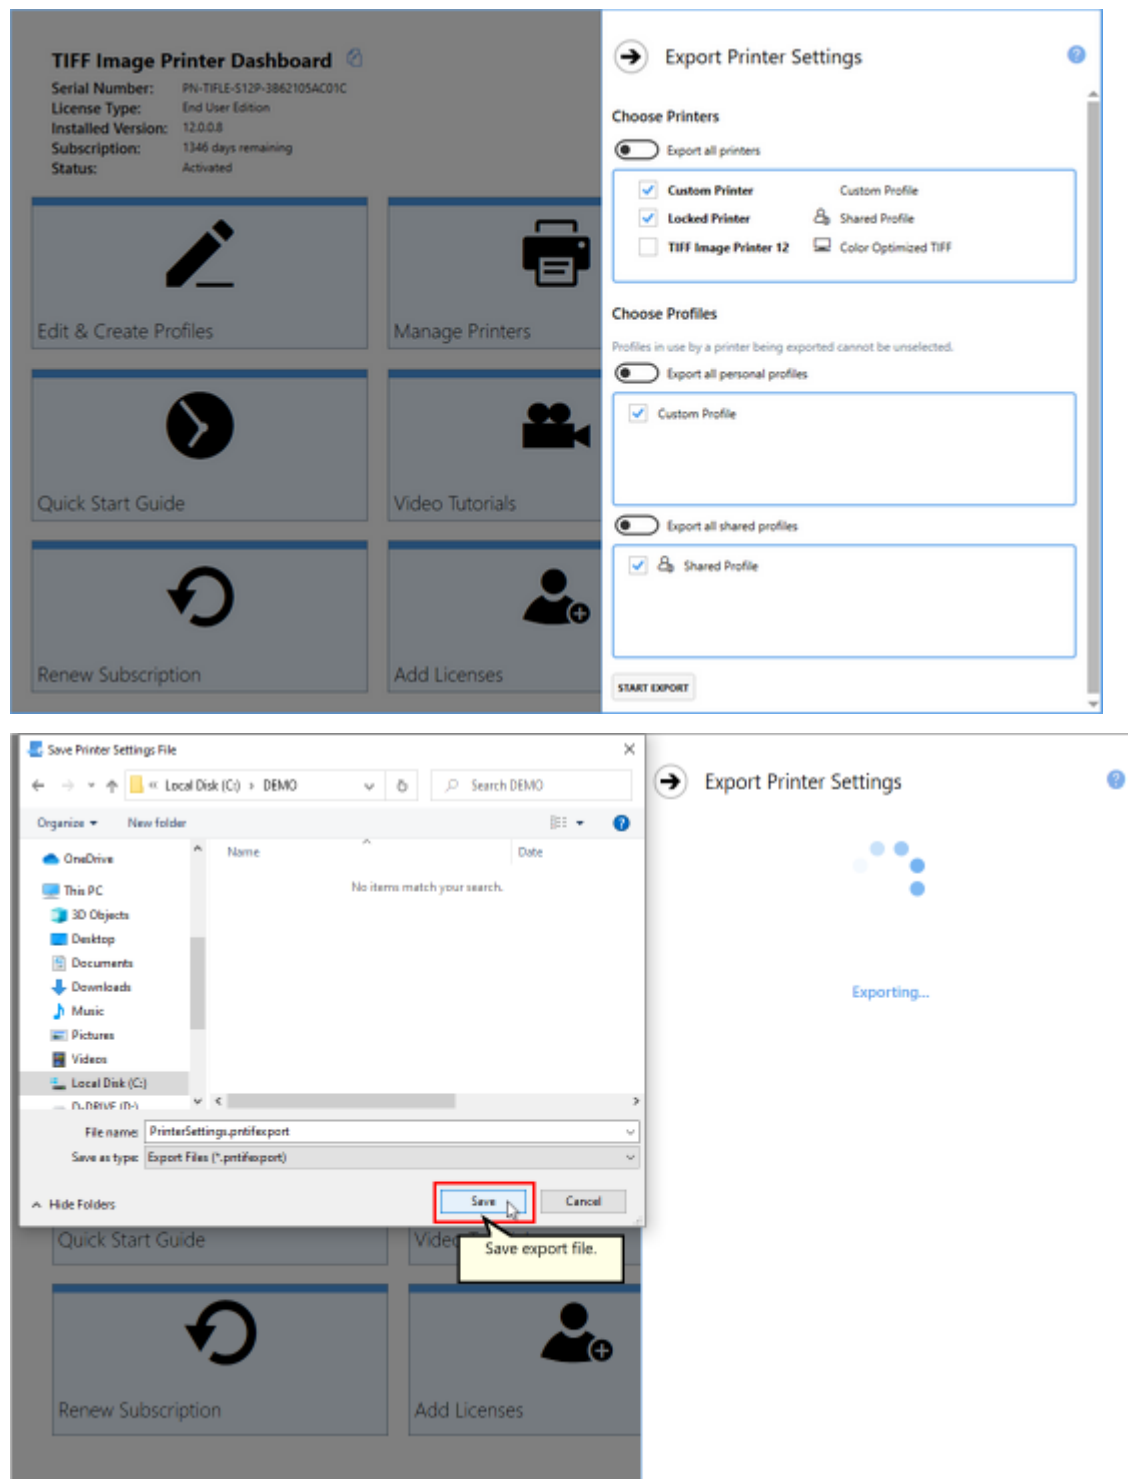 TIFF Image Printer Dashboard
Serial Number: PN-TIFLE-S12P-3B62105AC01C
License Type: End User Edition
Installed Version: 12.0.0.8
Subscription: 1346 days remaining
Status: Activated
Edit & Create Profiles
Manage Printers
Quick Start Guide
Video Tutorials
Renew Subscription
Add Licenses
Export Printer Settings
?
Choose Printers
Export all printers
Custom Printer Custom Profile
Locked Printer Shared Profile
TIFF Image Printer 12 Color Optimized TIFF
Choose Profiles
Profiles in use by a printer being exported cannot be unselected.
Export all personal profiles
Custom Profile
Export all shared profiles
Shared Profile
START EXPORT
Save Printer Settings File
« Local Disk (C:) › DEMO
Search DEMO
Organize
New folder
?
OneDrive
This PC
3D Objects
Desktop
Documents
Downloads
Music
Pictures
Videos
Local Disk (C:)
D-DRIVE (D:)
Name Date
No items match your search.
File name: PrinterSettings.pntifexport
Save as type: Export Files (*.pntifexport)
Hide Folders
Save
Cancel
Save export file.
Quick Start Guide
Renew Subscription
Add Licenses
Export Printer Settings
?
Exporting...